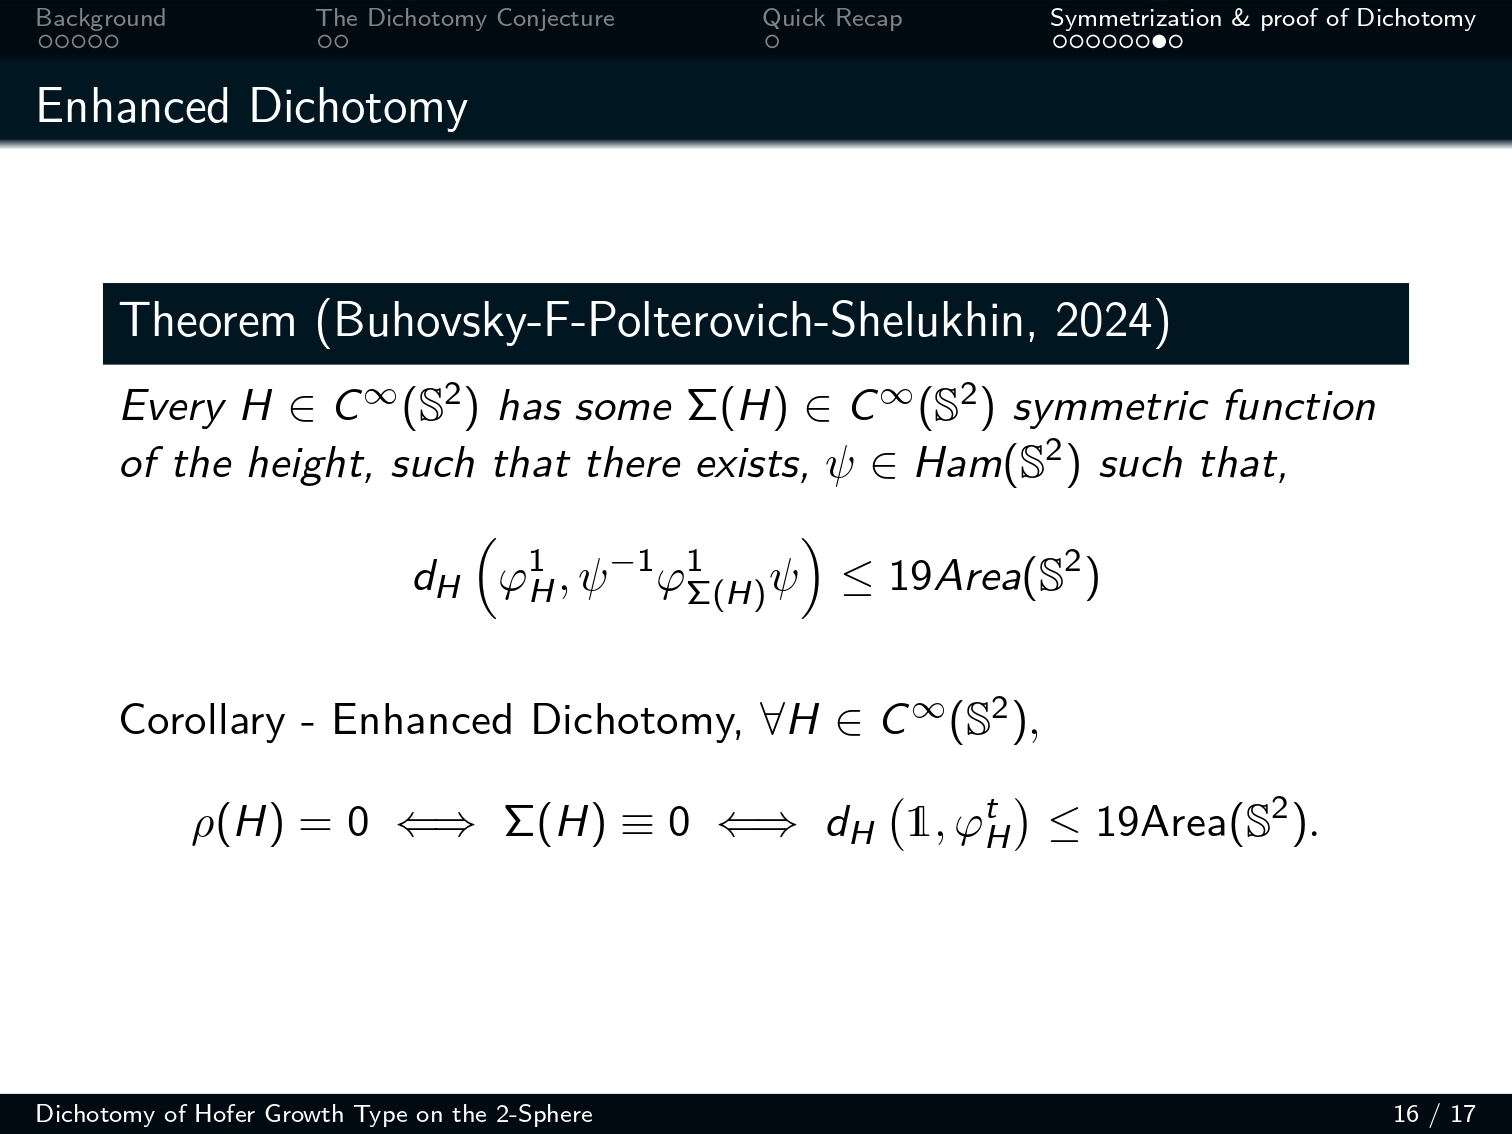 Background The Dichotomy Conjecture Quick Recap Symmetrization & proof of Dichotomy
Enhanced Dichotomy
Theorem (Buhovsky-F-Polterovich-Shelukhin, 2024)
Every H ∈ C^∞(𝕊²) has some Σ(H) ∈ C^∞(𝕊²) symmetric function
of the height, such that there exists, ψ ∈ Ham(𝕊²) such that,
d_H (φ^1_H, ψ^{−1}φ^1_{Σ(H)}ψ) ≤ 19Area(𝕊²)
Corollary - Enhanced Dichotomy, ∀H ∈ C^∞(𝕊²),
ρ(H) = 0 ⟺ Σ(H) ≡ 0 ⟺ d_H (𝟙, φ^t_H) ≤ 19Area(𝕊²).
Dichotomy of Hofer Growth Type on the 2-Sphere 16 / 17